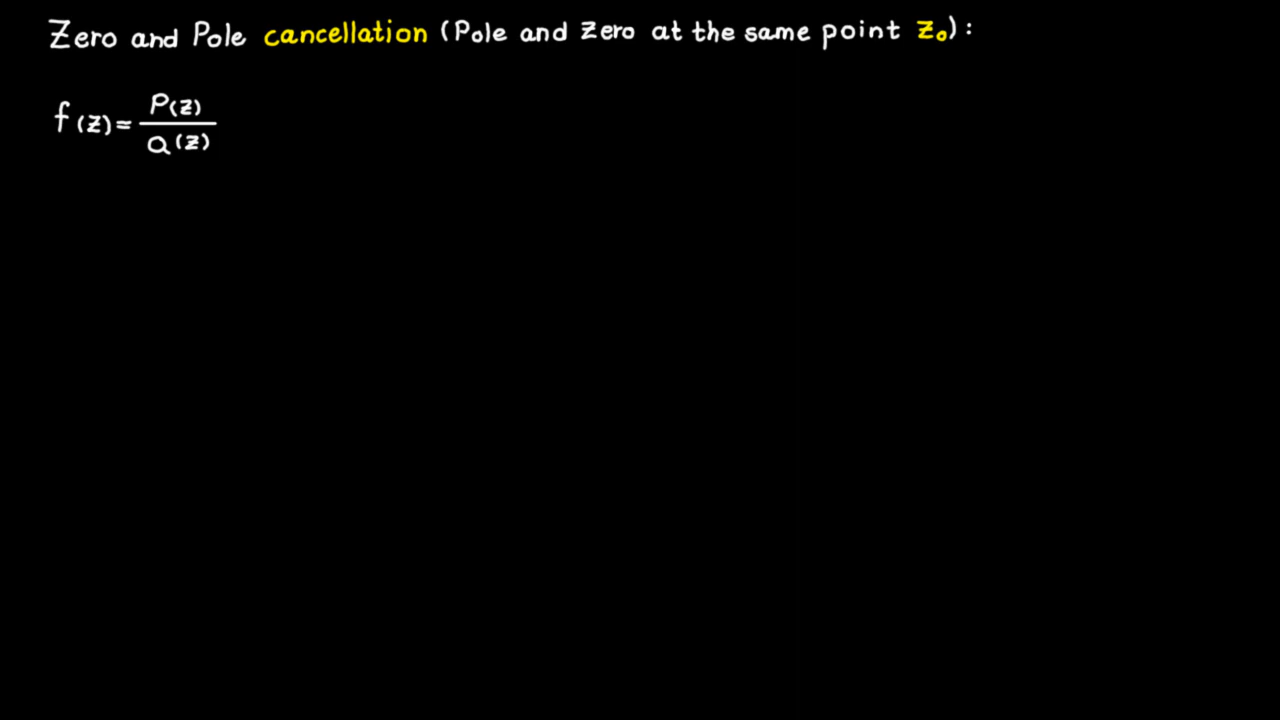 Zero and Pole cancellation (Pole and Zero at the same point z₀):
f(z)= P(z)/Q(z)